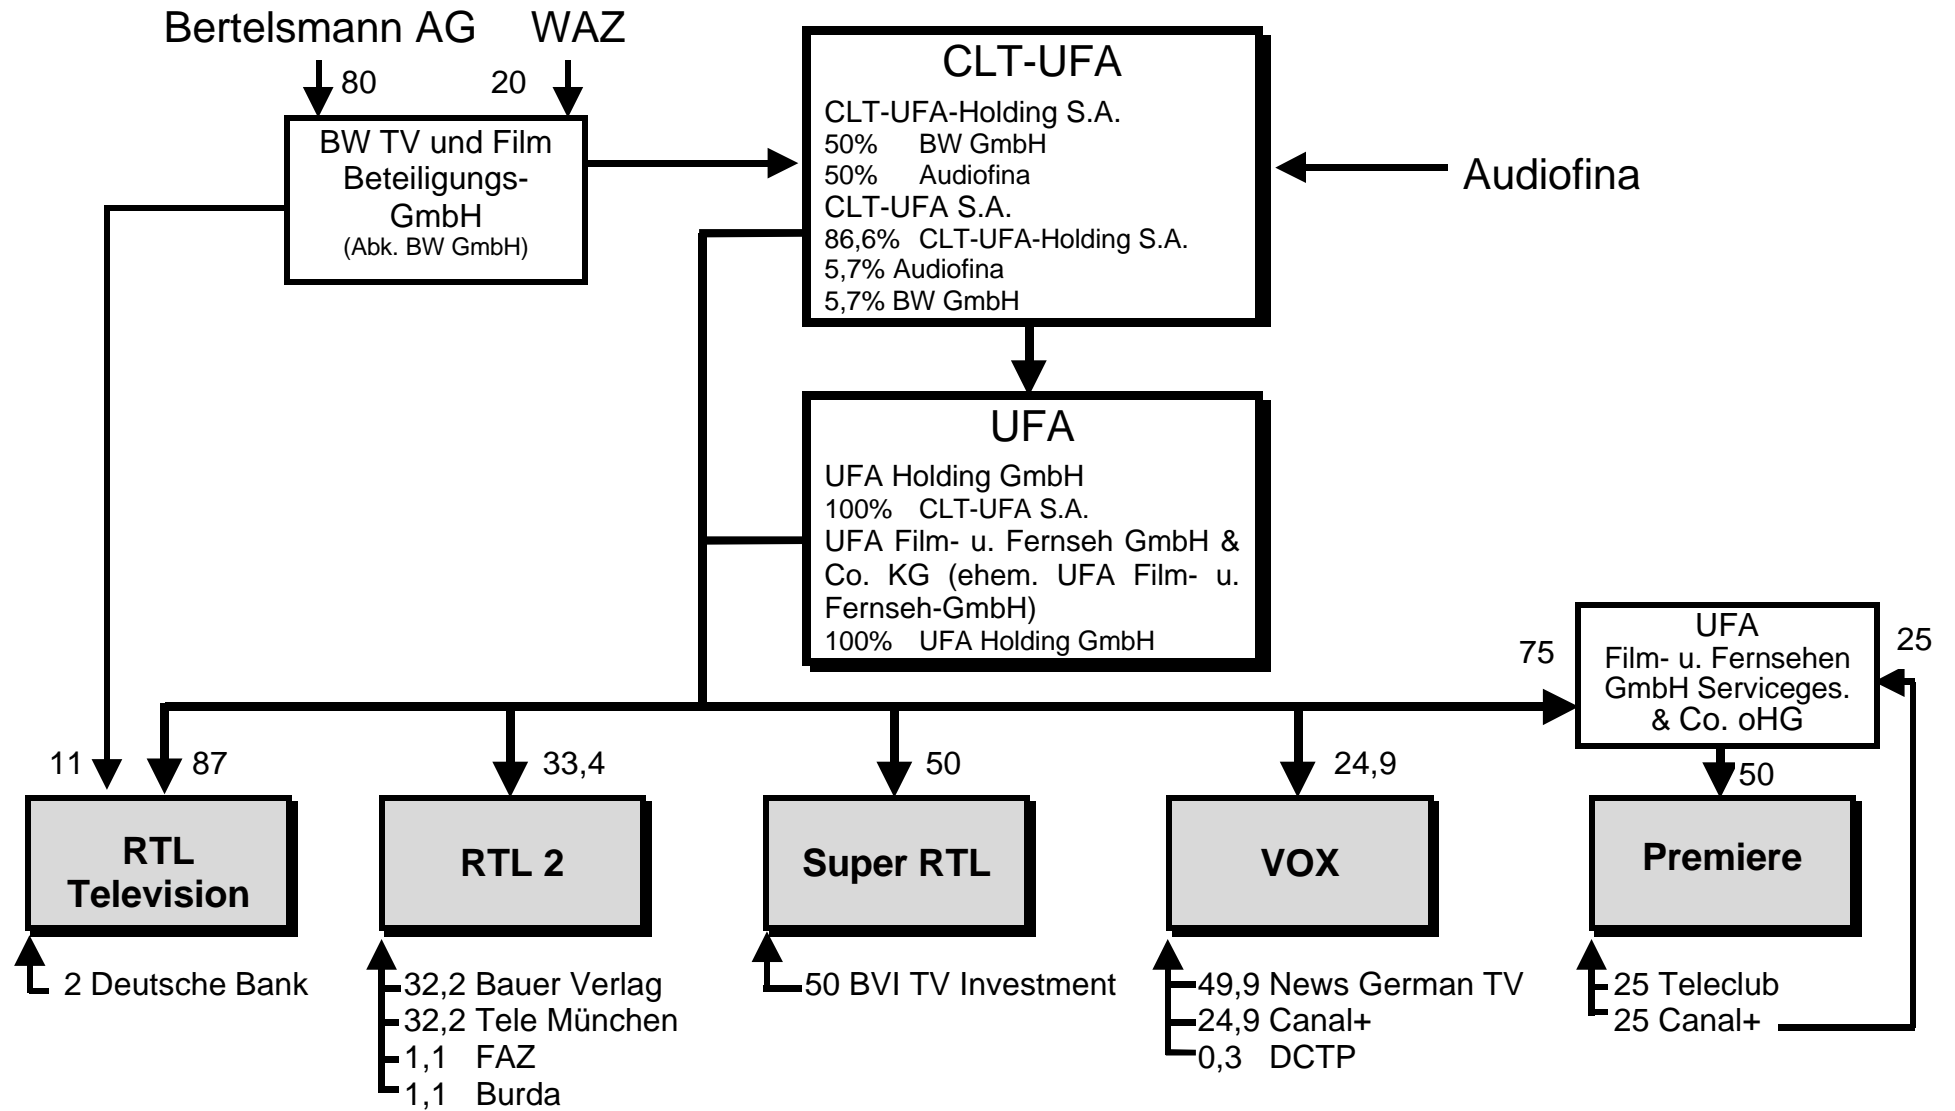 Bertelsmann AG WAZ
80 20
BW TV und Film
Beteiligungs-
GmbH
(Abk. BW GmbH)
CLT-UFA
CLT-UFA-Holding S.A.
50% BW GmbH
50% Audiofina
CLT-UFA S.A.
86,6% CLT-UFA-Holding S.A.
5,7% Audiofina
5,7% BW GmbH
Audiofina
UFA
UFA Holding GmbH
100% CLT-UFA S.A.
UFA Film- u. Fernseh GmbH &
Co. KG (ehem. UFA Film- u.
Fernseh-GmbH)
100% UFA Holding GmbH
75
UFA
Film- u. Fernsehen
GmbH Serviceges.
& Co. oHG
25
11 87 33,4 50 24,9 50
RTL
Television
RTL 2
Super RTL
VOX
Premiere
2 Deutsche Bank
32,2 Bauer Verlag
32,2 Tele München
1,1 FAZ
1,1 Burda
50 BVI TV Investment
49,9 News German TV
24,9 Canal+
0,3 DCTP
25 Teleclub
25 Canal+